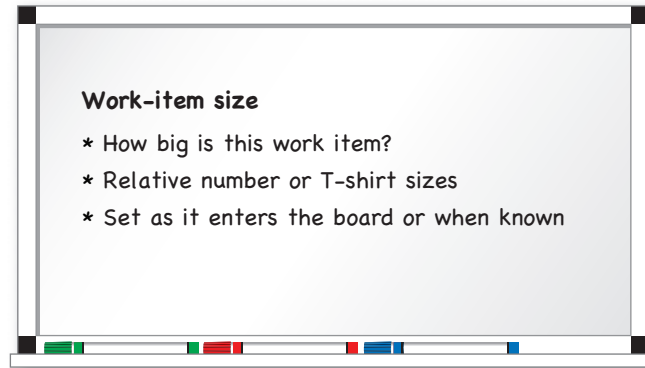 Work-item size
* How big is this work item?
* Relative number or T-shirt sizes
* Set as it enters the board or when known